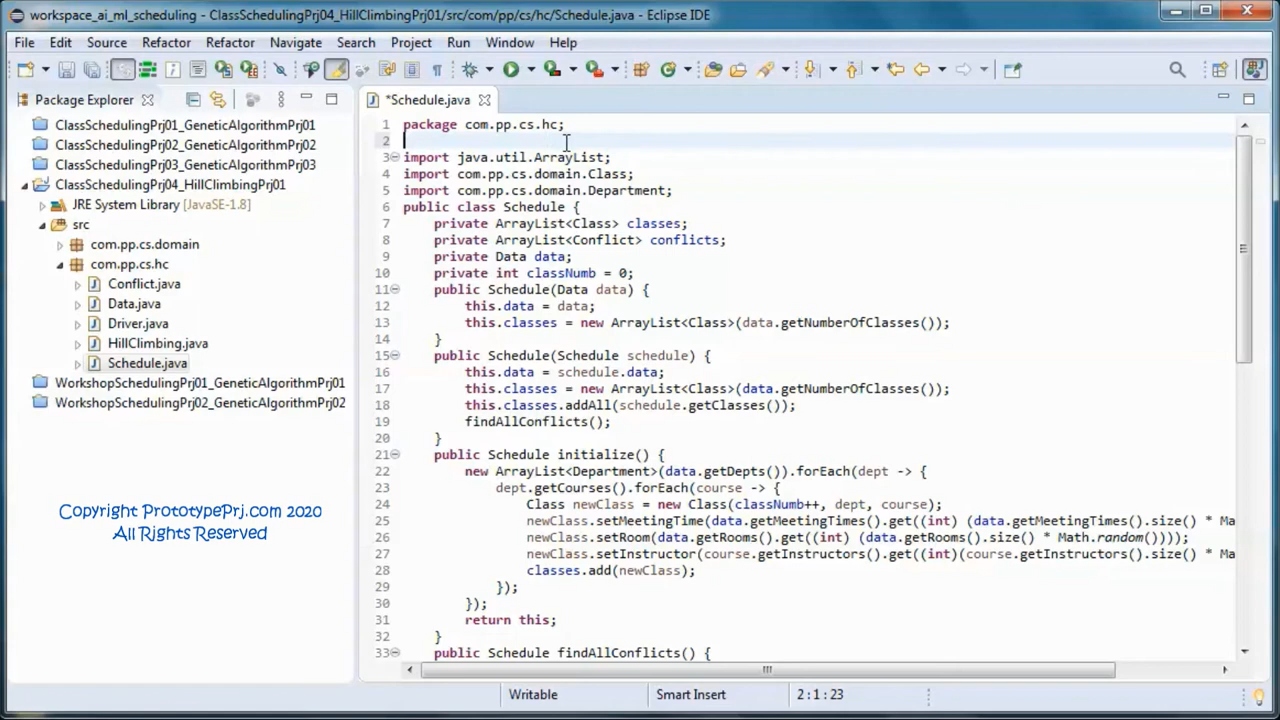 workspace_ai_ml_scheduling - ClassSchedulingPrj04_HillClimbingPrj01/src/com/pp/cs/hc/Schedule.java - Eclipse IDE
File Edit Source Refactor Refactor Navigate Search Project Run Window Help
Package Explorer
ClassSchedulingPrj01_GeneticAlgorithmPrj01
ClassSchedulingPrj02_GeneticAlgorithmPrj02
ClassSchedulingPrj03_GeneticAlgorithmPrj03
ClassSchedulingPrj04_HillClimbingPrj01
JRE System Library [JavaSE-1.8]
src
com.pp.cs.domain
com.pp.cs.hc
Conflict.java
Data.java
Driver.java
HillClimbing.java
Schedule.java
WorkshopSchedulingPrj01_GeneticAlgorithmPrj01
WorkshopSchedulingPrj02_GeneticAlgorithmPrj02
Copyright PrototypePrj.com 2020
All Rights Reserved
*Schedule.java
1 package com.pp.cs.hc;
2
3 import java.util.ArrayList;
4 import com.pp.cs.domain.Class;
5 import com.pp.cs.domain.Department;
6 public class Schedule {
7 private ArrayList<Class> classes;
8 private ArrayList<Conflict> conflicts;
9 private Data data;
10 private int classNumb = 0;
11 public Schedule(Data data) {
12 this.data = data;
13 this.classes = new ArrayList<Class>(data.getNumberOfClasses());
14 }
15 public Schedule(Schedule schedule) {
16 this.data = schedule.data;
17 this.classes = new ArrayList<Class>(data.getNumberOfClasses());
18 this.classes.addAll(schedule.getClasses());
19 findAllConflicts();
20 }
21 public Schedule initialize() {
22 new ArrayList<Department>(data.getDepts()).forEach(dept -> {
23 dept.getCourses().forEach(course -> {
24 Class newClass = new Class(classNumb++, dept, course);
25 newClass.setMeetingTime(data.getMeetingTimes().get((int) (data.getMeetingTimes().size() * Ma
26 newClass.setRoom(data.getRooms().get((int) (data.getRooms().size() * Math.random())));
27 newClass.setInstructor(course.getInstructors().get((int)(course.getInstructors().size() * Ma
28 classes.add(newClass);
29 });
30 });
31 return this;
32 }
33 public Schedule findAllConflicts() {
Writable Smart Insert 2:1:23